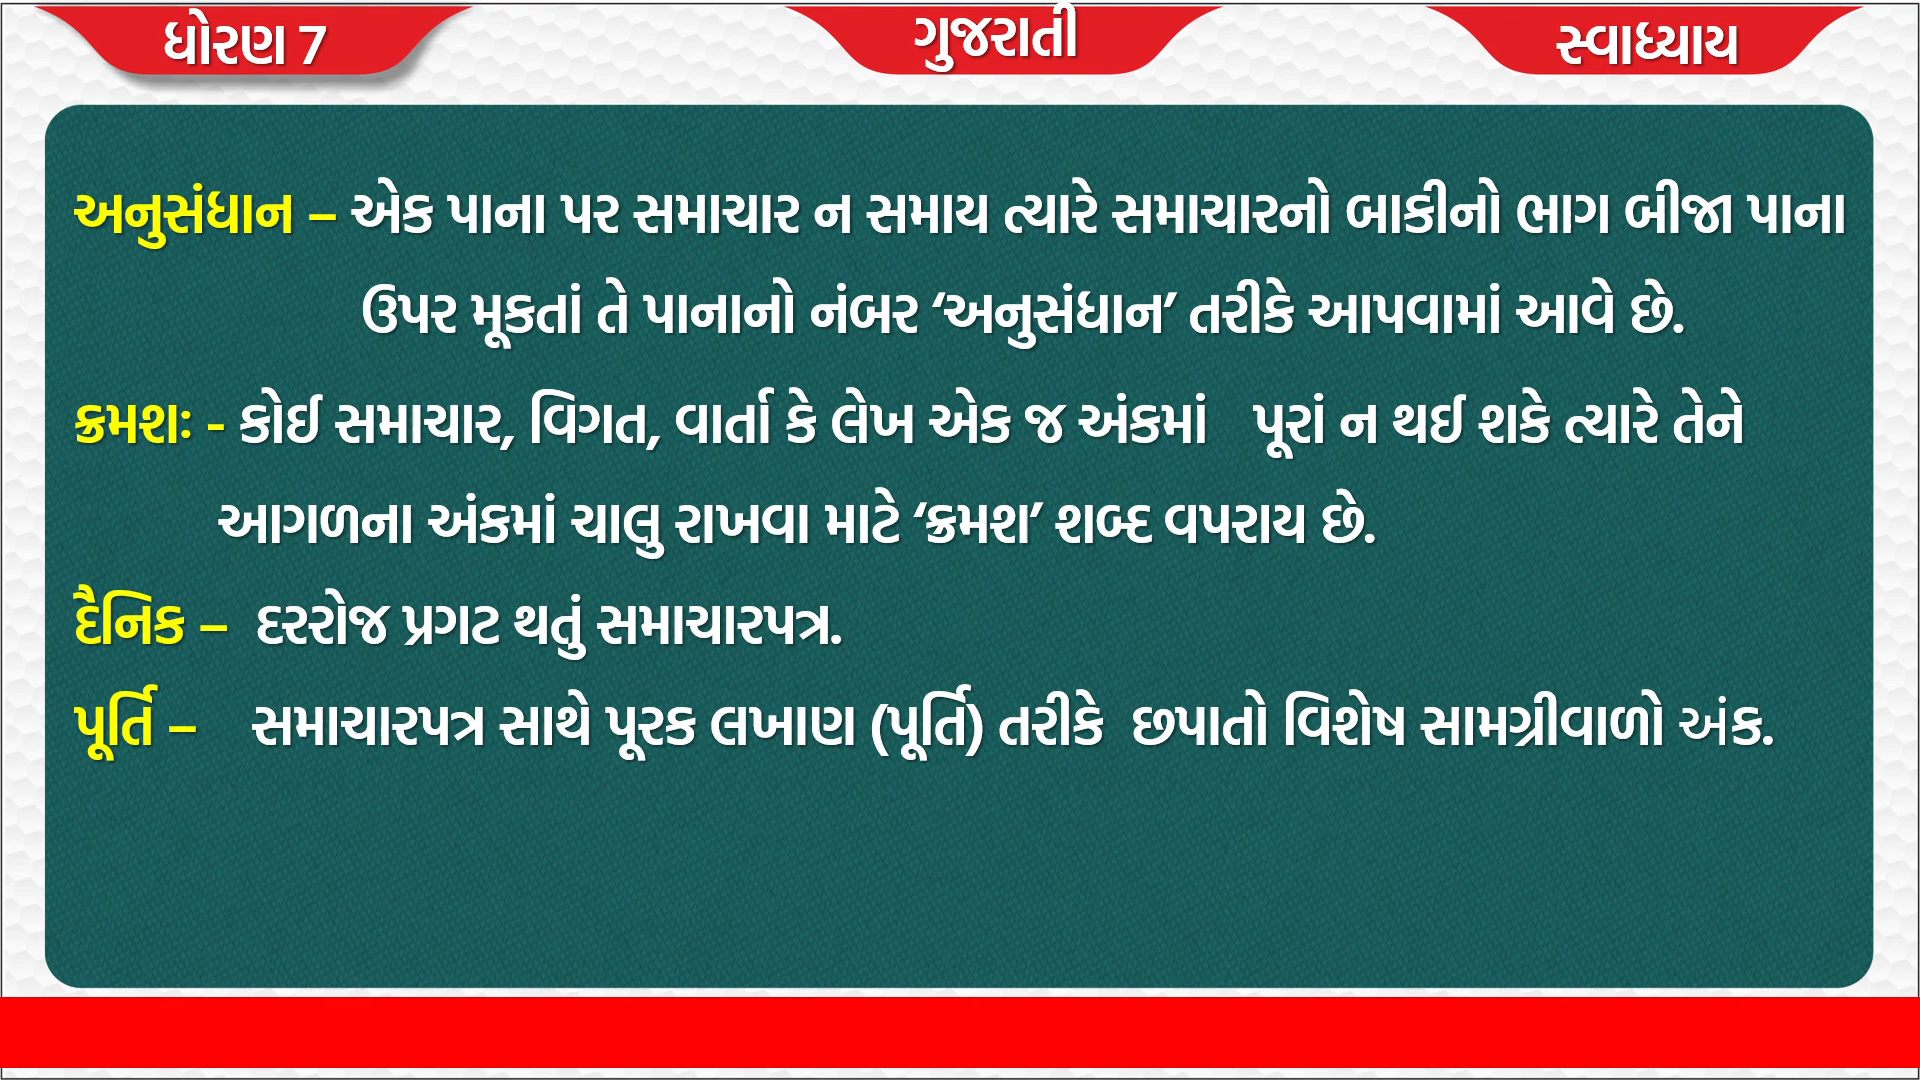 ધોરણ 7
ગુજરાતી
સ્વાધ્યાય
અનુસંધાન – એક પાના પર સમાચાર ન સમાય ત્યારે સમાચારનો બાકીનો ભાગ બીજા પાના
ઉપર મૂકતાં તે પાનાનો નંબર ‘અનુસંધાન’ તરીકે આપવામાં આવે છે.
ક્રમશઃ - કોઈ સમાચાર, વિગત, વાર્તા કે લેખ એક જ અંકમાં પૂરાં ન થઈ શકે ત્યારે તેને
આગળના અંકમાં ચાલુ રાખવા માટે ‘ક્રમશ’ શબ્દ વપરાય છે.
દૈનિક – દરરોજ પ્રગટ થતું સમાચારપત્ર.
પૂર્તિ – સમાચારપત્ર સાથે પૂરક લખાણ (પૂર્તિ) તરીકે છપાતો વિશેષ સામગ્રીવાળો અંક.